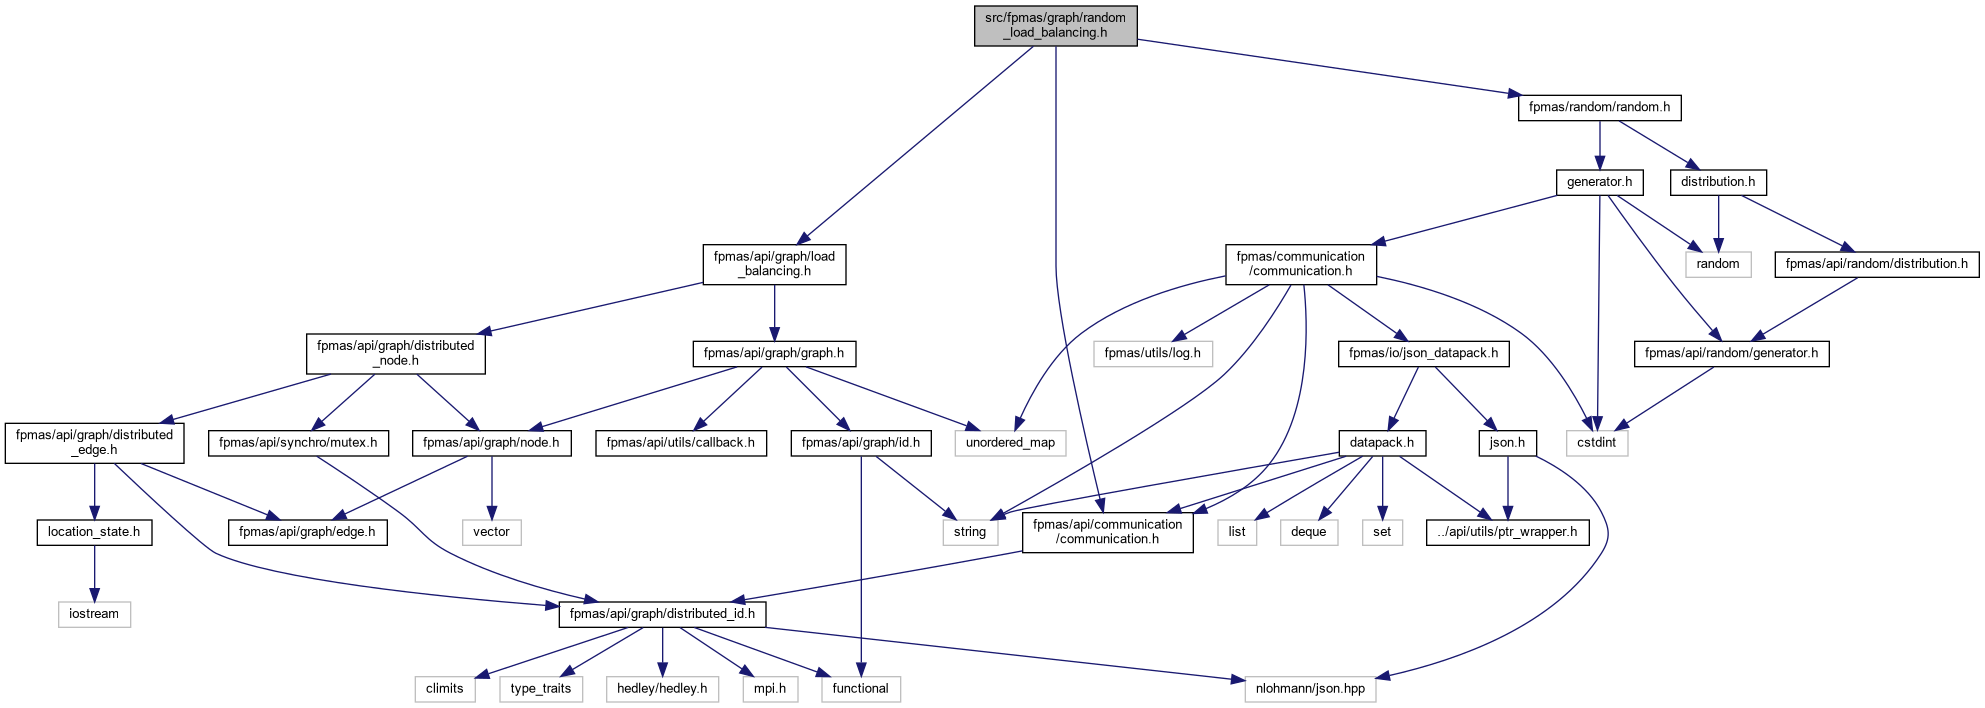 src/fpmas/graph/random
_load_balancing.h
fpmas/random/random.h
generator.h
distribution.h
fpmas/api/graph/load
_balancing.h
fpmas/communication
/communication.h
random
fpmas/api/random/distribution.h
fpmas/api/graph/distributed
_node.h
fpmas/api/graph/graph.h
fpmas/utils/log.h
fpmas/io/json_datapack.h
fpmas/api/random/generator.h
fpmas/api/graph/distributed
_edge.h
fpmas/api/synchro/mutex.h
fpmas/api/graph/node.h
fpmas/api/utils/callback.h
fpmas/api/graph/id.h
unordered_map
datapack.h
json.h
cstdint
location_state.h
fpmas/api/graph/edge.h
vector
string
fpmas/api/communication
/communication.h
list
deque
set
../api/utils/ptr_wrapper.h
iostream
fpmas/api/graph/distributed_id.h
climits
type_traits
hedley/hedley.h
mpi.h
functional
nlohmann/json.hpp